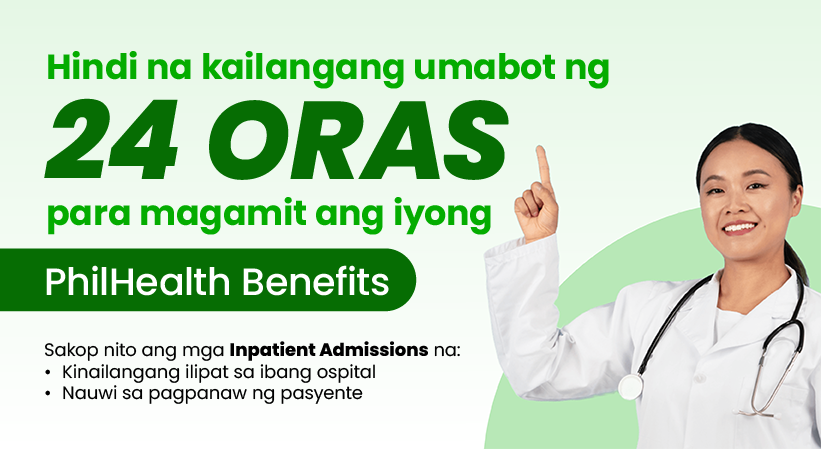 Hindi na kailangang umabot ng
24 ORAS
para magamit ang iyong
PhilHealth Benefits
Sakop nito ang mga Inpatient Admissions na:
• Kinailangang ilipat sa ibang ospital
• Nauwi sa pagpanaw ng pasyente